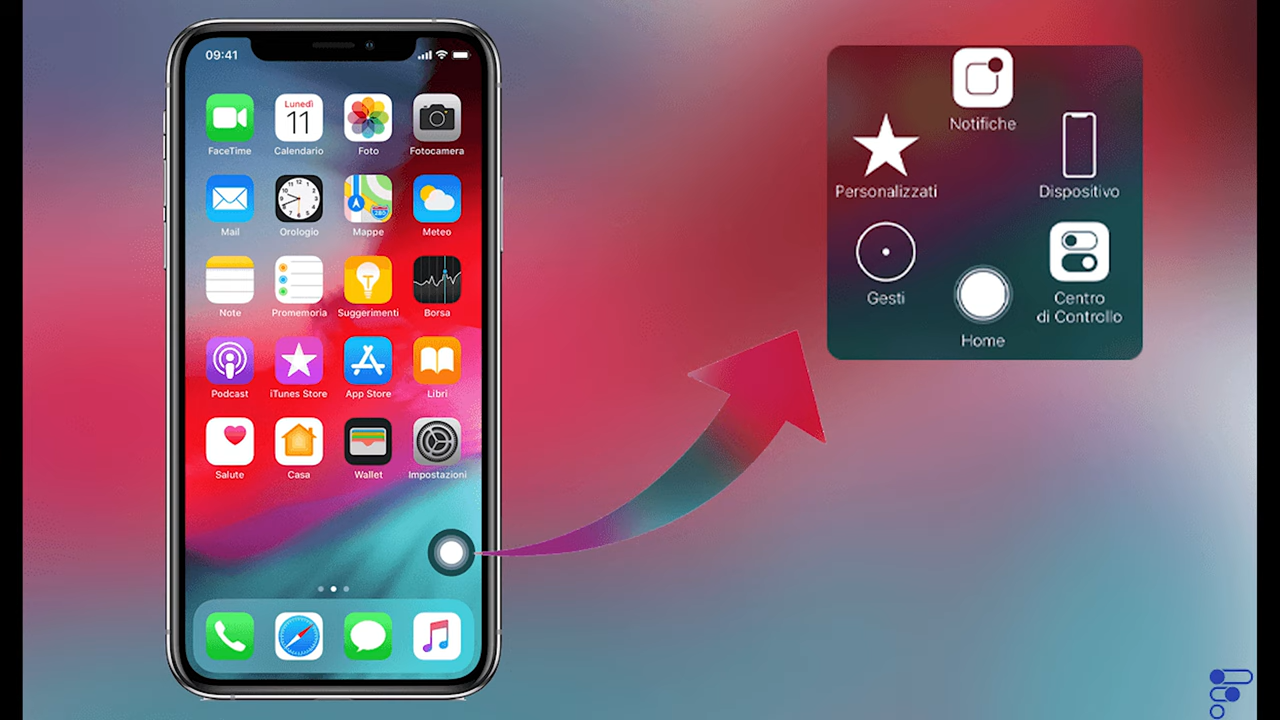 09:41
Lunedì
11
FaceTime
Calendario
Foto
Fotocamera
Mail
Orologio
Mappe
Meteo
Note
Promemoria
Suggerimenti
Borsa
Podcast
iTunes Store
App Store
Libri
Salute
Casa
Wallet
Impostazioni
Notifiche
Personalizzati
Dispositivo
Gesti
Centro
di Controllo
Home